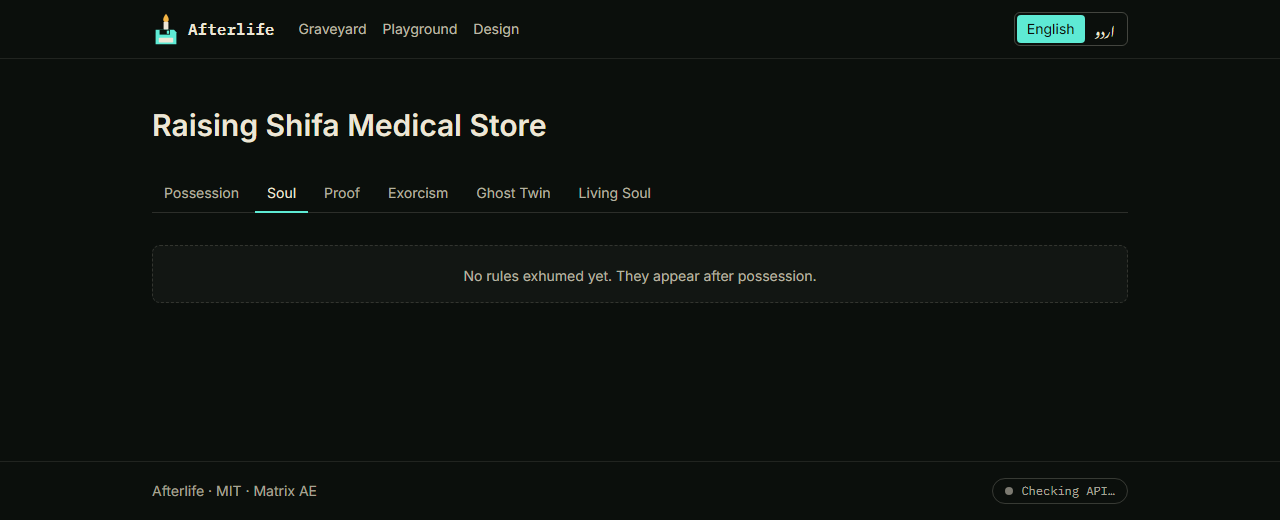 Afterlife Graveyard Playground Design English اردو
Raising Shifa Medical Store
Possession Soul Proof Exorcism Ghost Twin Living Soul
No rules exhumed yet. They appear after possession.
Afterlife · MIT · Matrix AE Checking API…